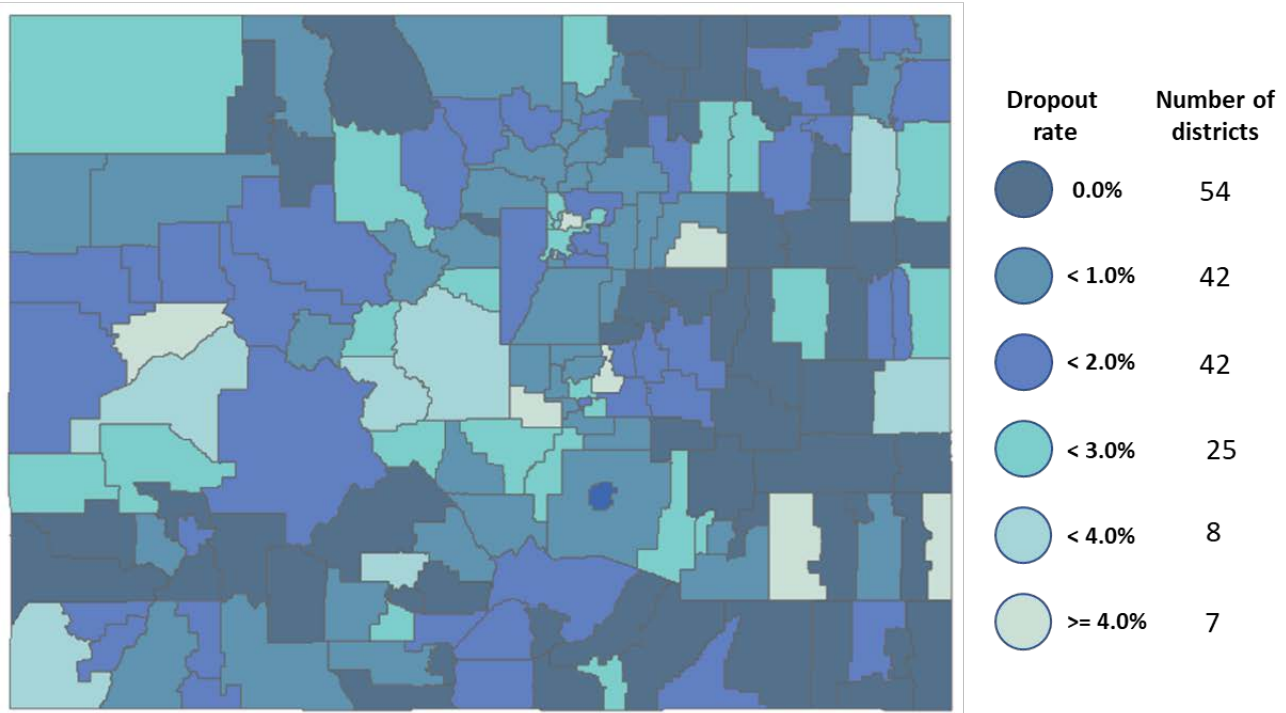 Dropout rate
Number of districts
0.0% 54
< 1.0% 42
< 2.0% 42
< 3.0% 25
< 4.0% 8
>= 4.0% 7